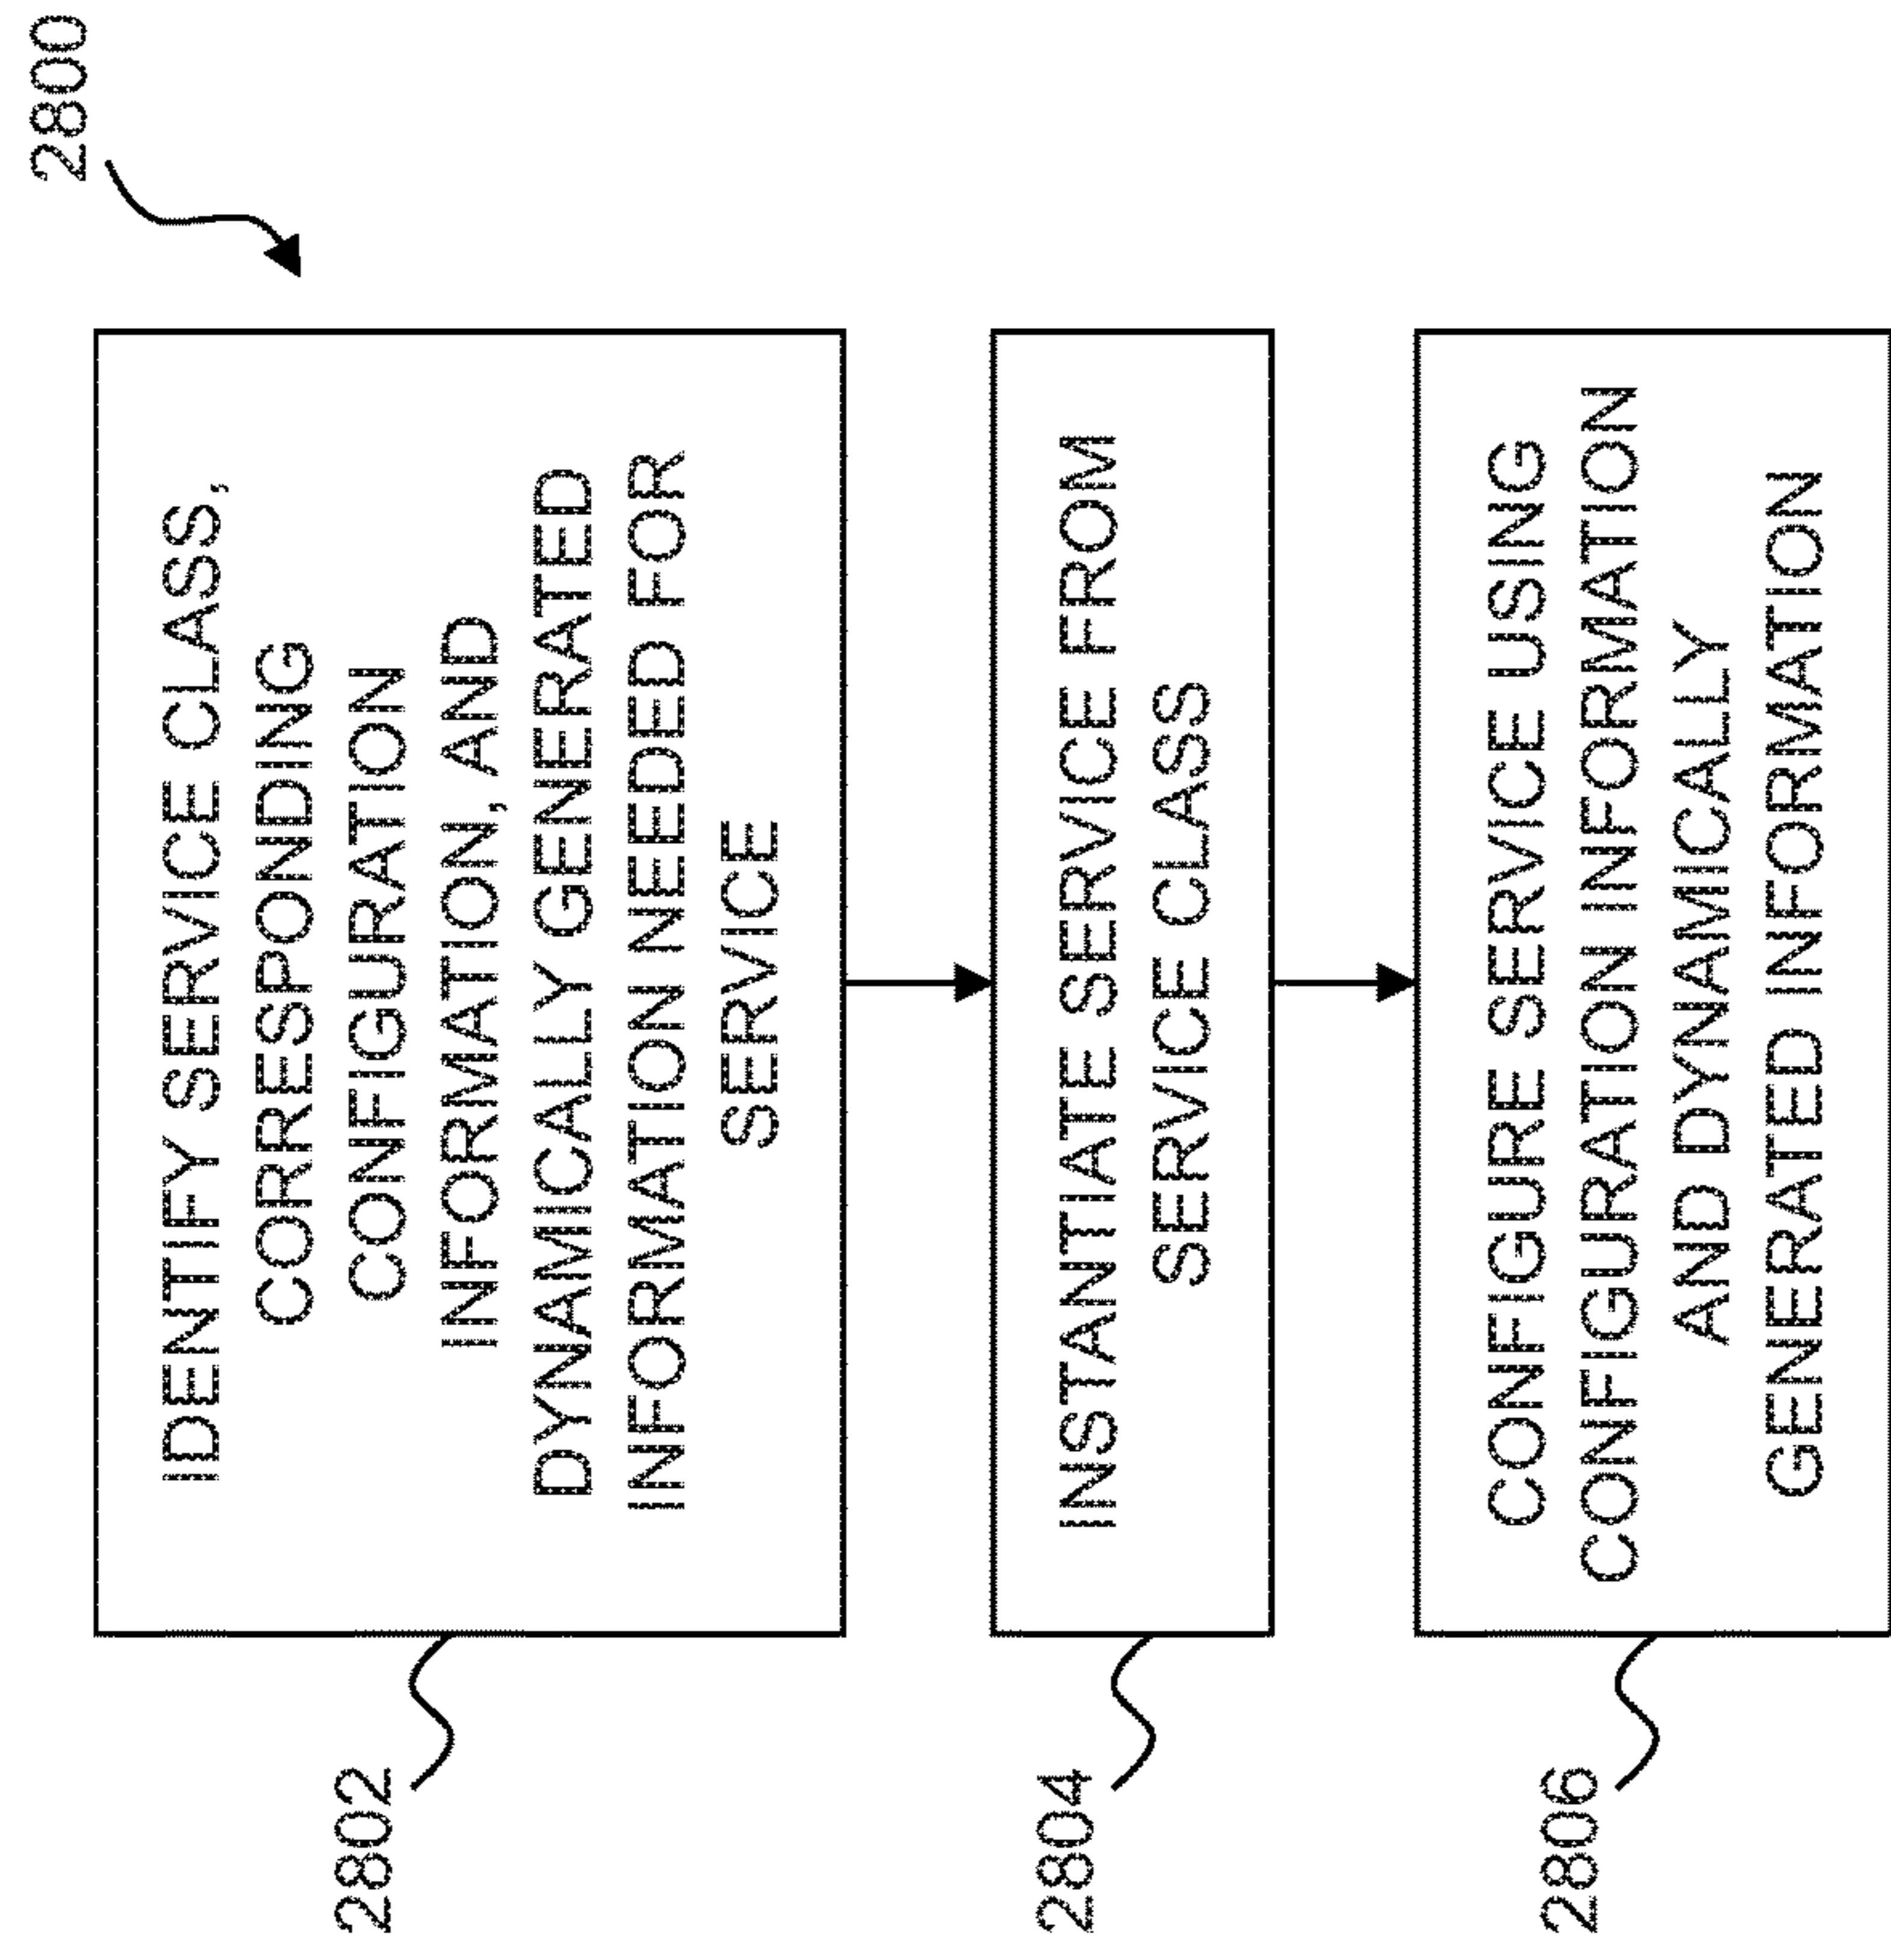 2800
2802
IDENTIFY SERVICE CLASS,
CORRESPONDING
CONFIGURATION
INFORMATION, AND
DYNAMICALLY GENERATED
INFORMATION NEEDED FOR
SERVICE
2804
INSTANTIATE SERVICE FROM
SERVICE CLASS
2806
CONFIGURE SERVICE USING
CONFIGURATION INFORMATION
AND DYNAMICALLY
GENERATED INFORMATION